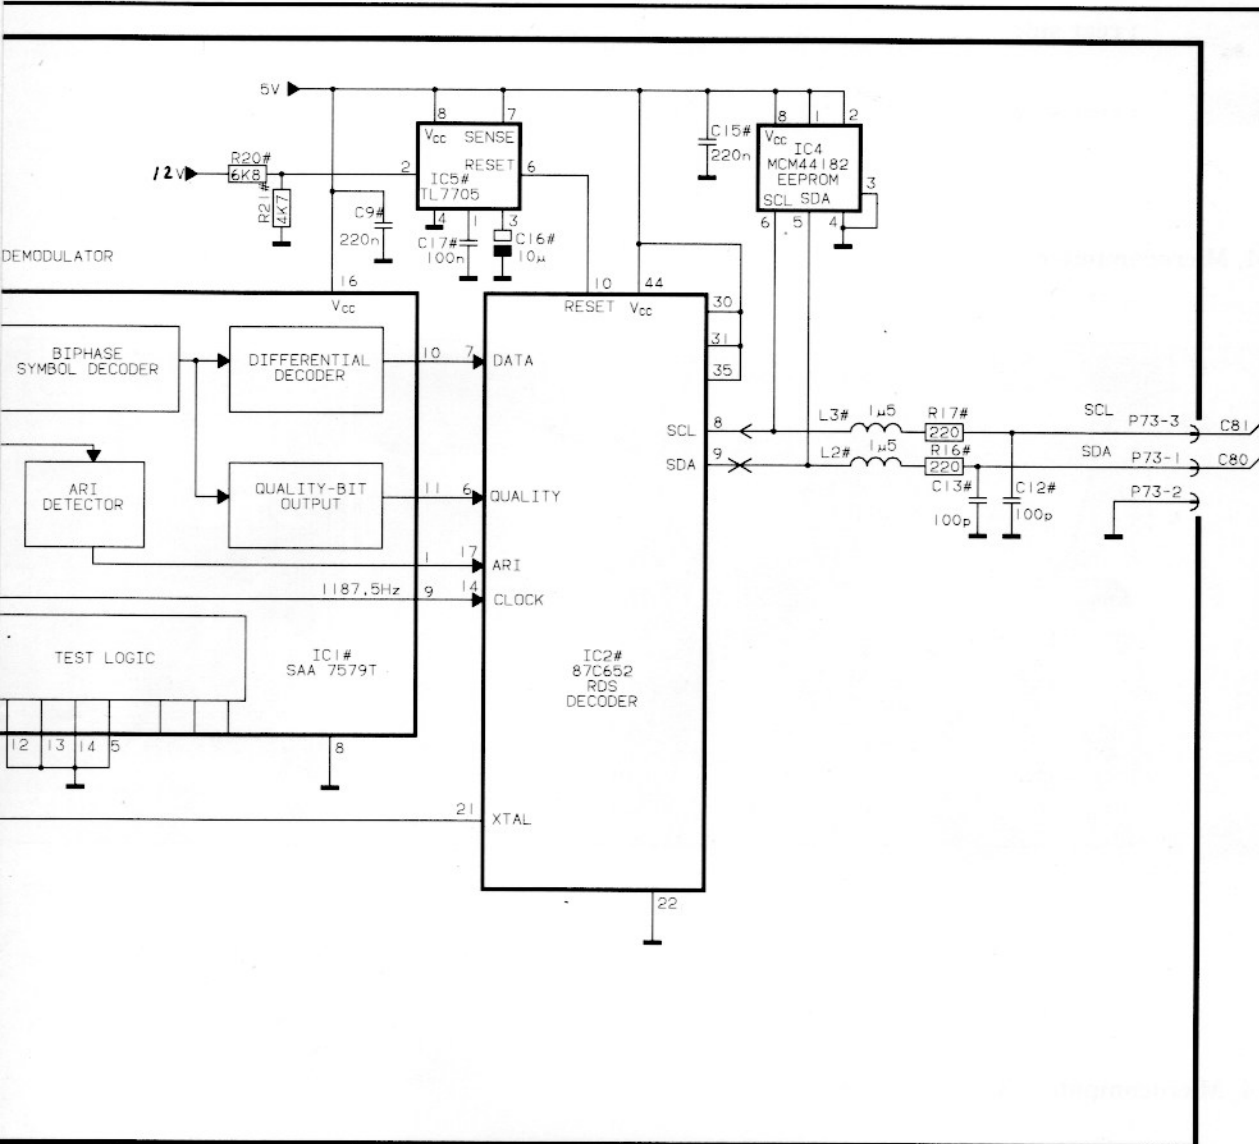 5V
8
7
Vcc SENSE
RESET
2
6
IC5#
TL7705
4
1
3
12V
R20#
6K8
R21#
4K7
C9#
220n
C17#
100n
C16#
10µ
C15#
220n
8
1
2
Vcc
IC4
MCM44182
EEPROM
3
SCL SDA
6
5
4
DEMODULATOR
16
Vcc
10
44
RESET Vcc
30
31
35
BIPHASE
SYMBOL DECODER
DIFFERENTIAL
DECODER
10
7
DATA
SCL
8
SDA
9
L3#
1µ5
R17#
220
SCL
P73-3
C81
L2#
1µ5
R16#
220
SDA
P73-1
C80
C13#
100p
C12#
100p
P73-2
ARI
DETECTOR
QUALITY-BIT
OUTPUT
11
6
QUALITY
1
17
ARI
1187,5Hz
9
14
CLOCK
TEST LOGIC
IC1#
SAA 7579T
IC2#
87C652
RDS
DECODER
12
13
14
5
8
21
XTAL
22